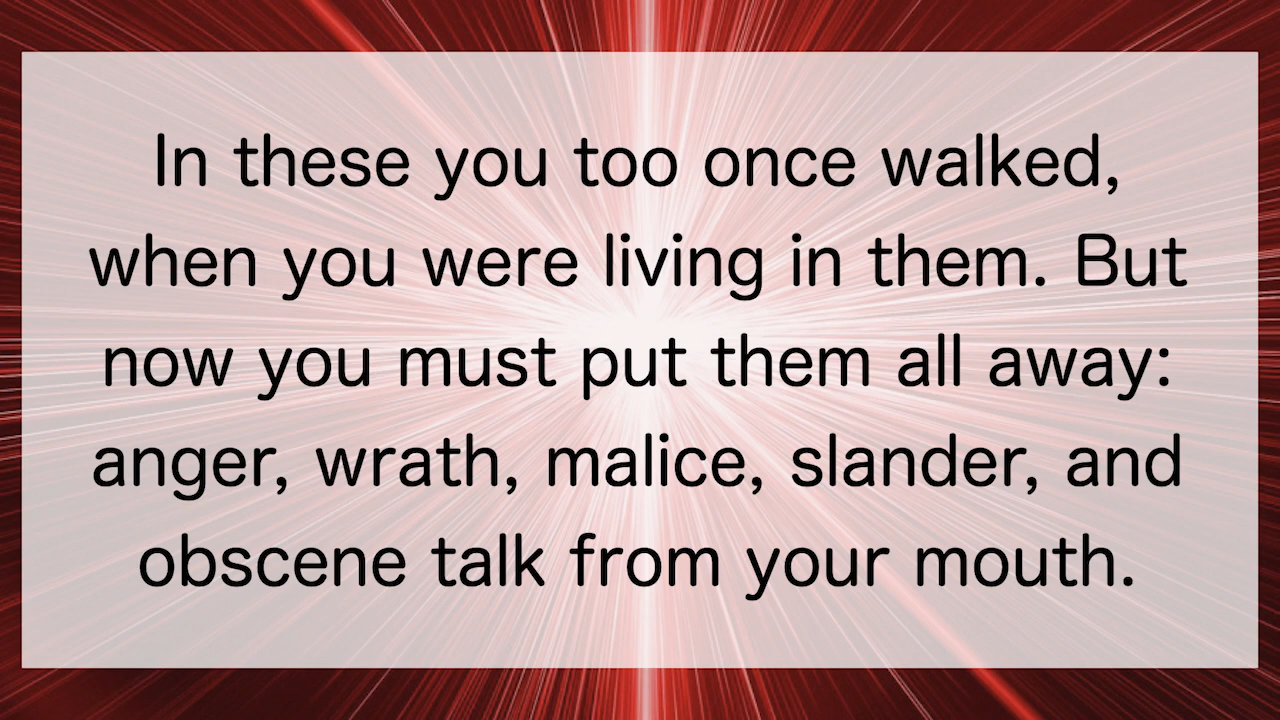 In these you too once walked,
when you were living in them. But
now you must put them all away:
anger, wrath, malice, slander, and
obscene talk from your mouth.